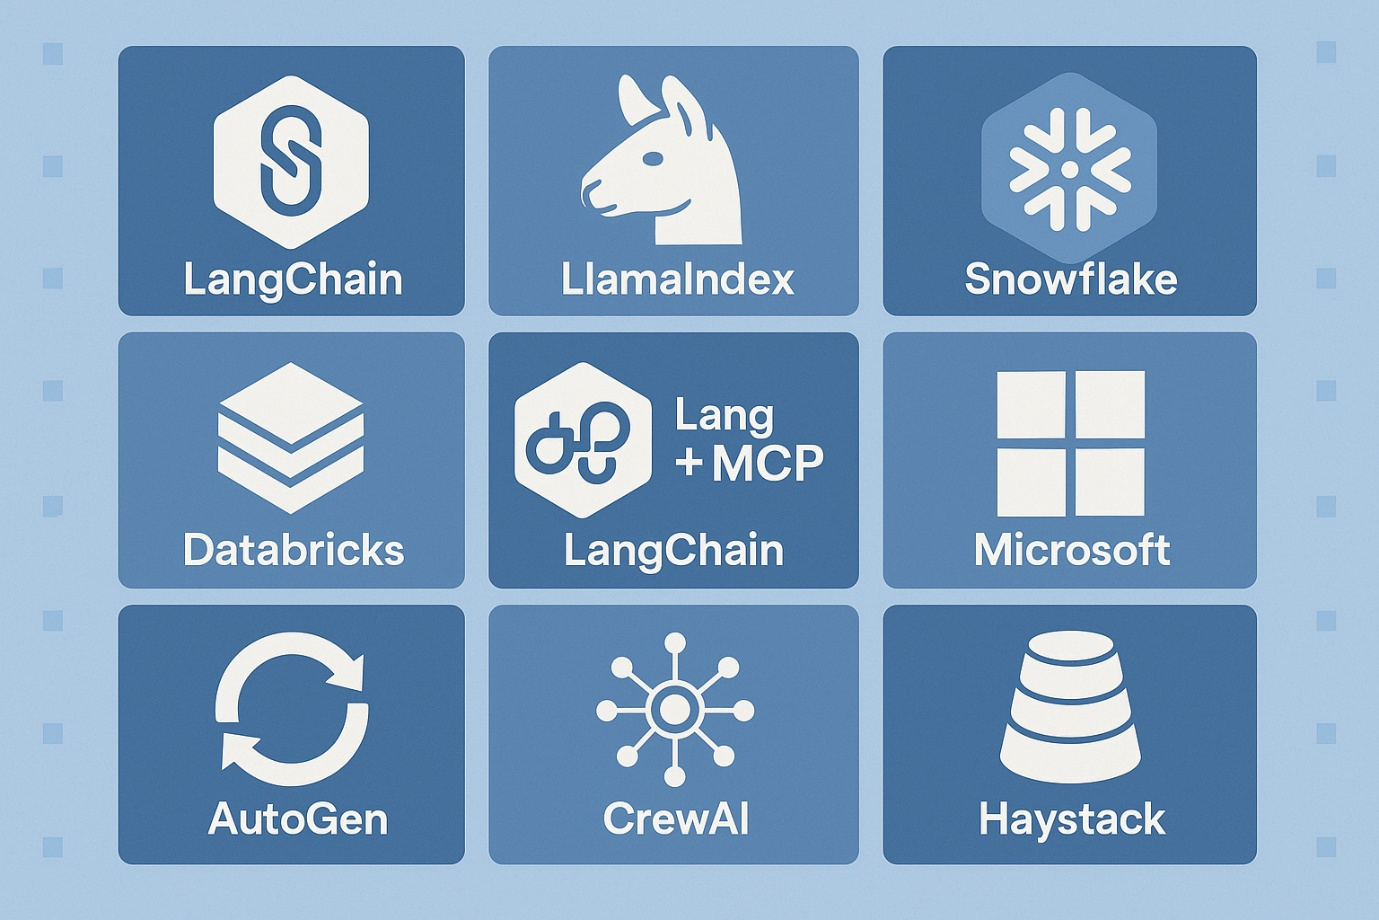 LangChain
LlamaIndex
Snowflake
Databricks
Lang
+ MCP
LangChain
Microsoft
AutoGen
CrewAI
Haystack